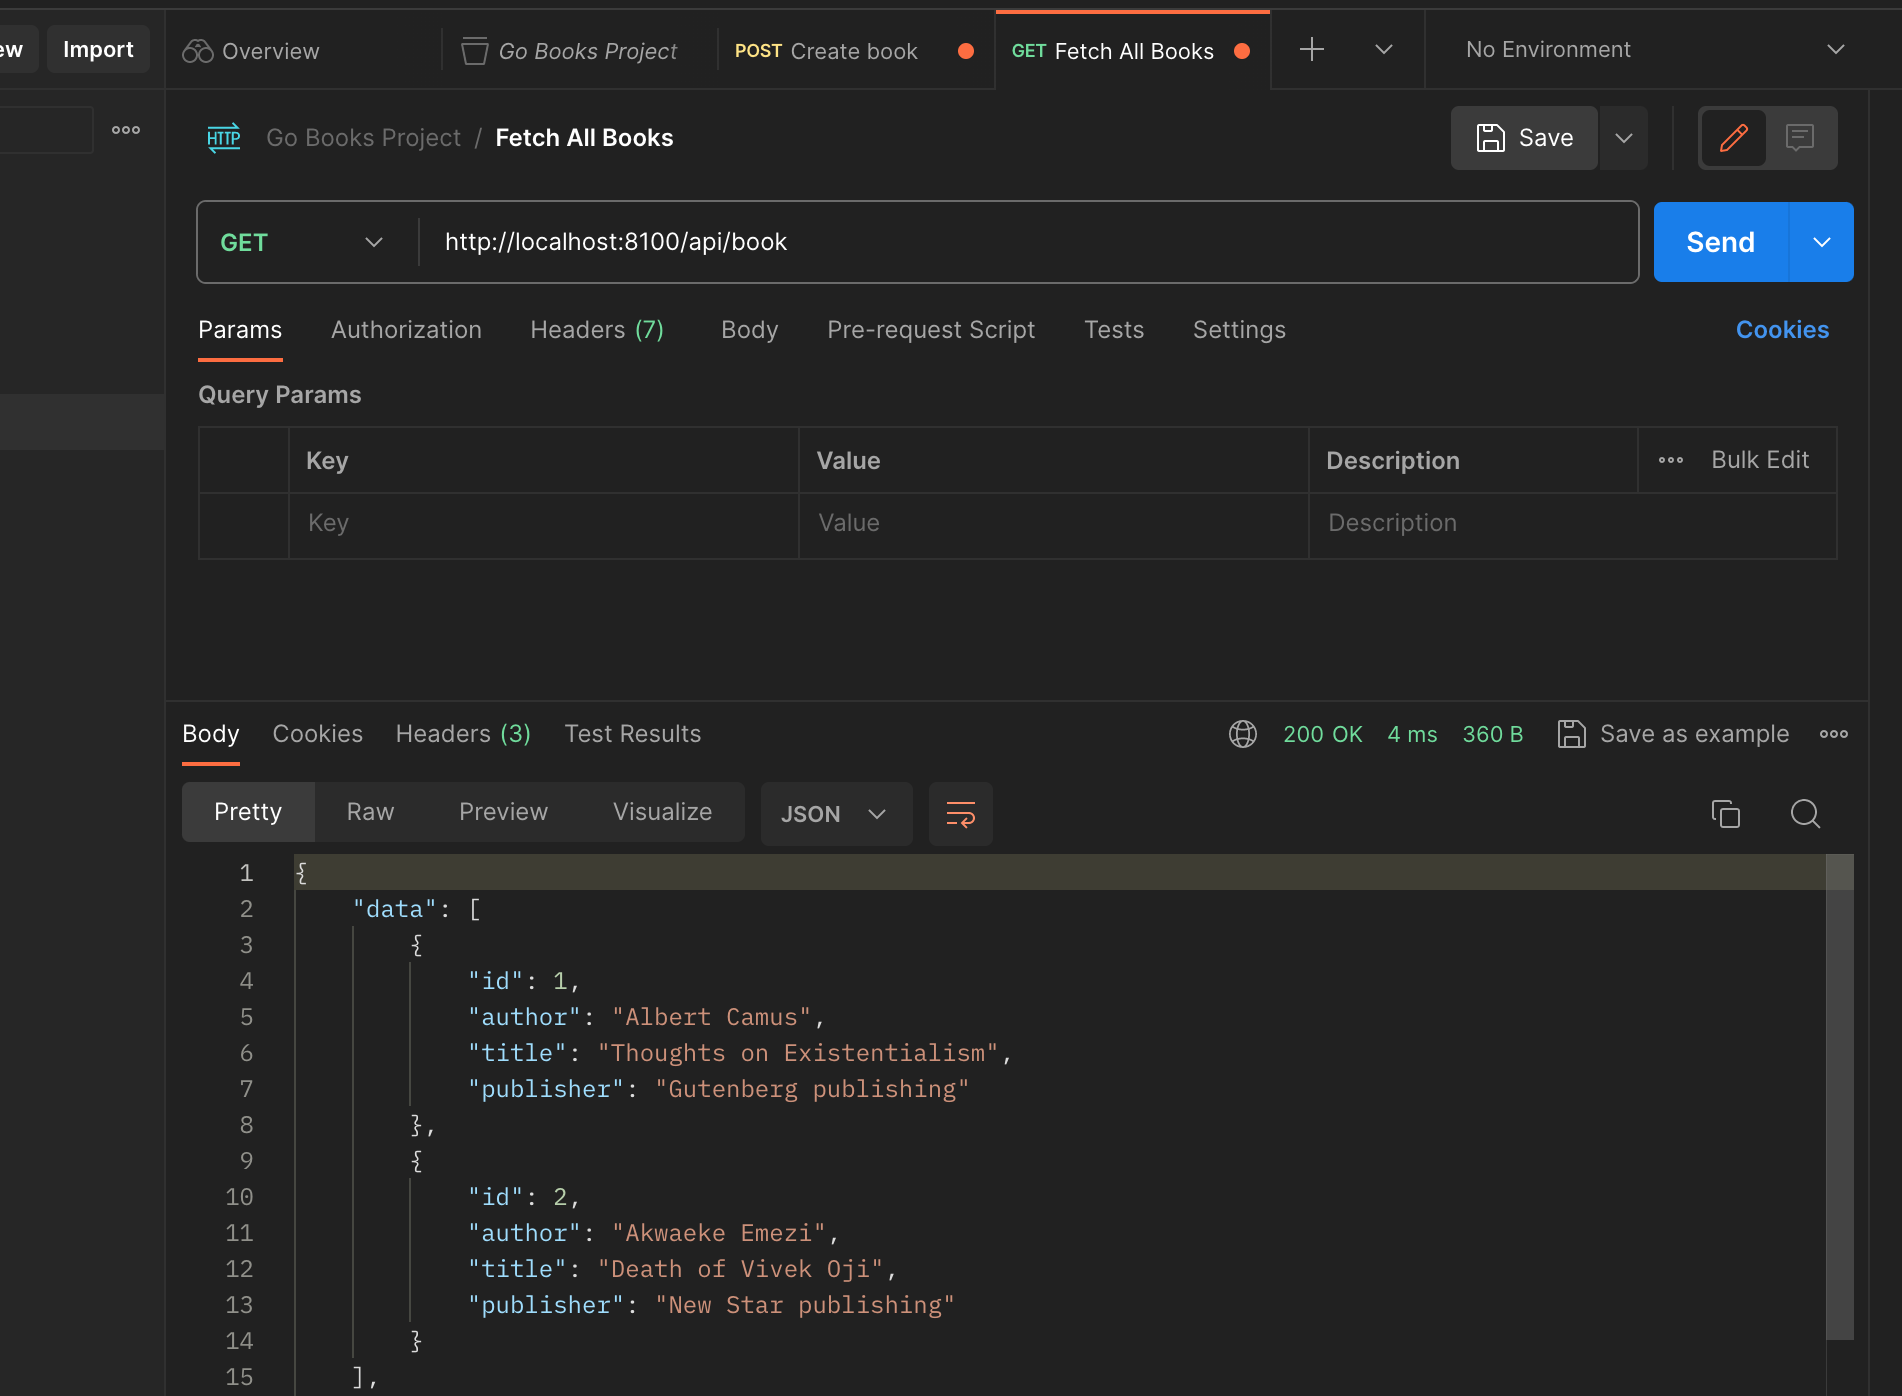 ew Import Overview Go Books Project POST Create book GET Fetch All Books No Environment
HTTP Go Books Project / Fetch All Books Save
GET http://localhost:8100/api/book Send
Params Authorization Headers (7) Body Pre-request Script Tests Settings Cookies
Query Params
Key Value Description Bulk Edit
Key Value Description
Body Cookies Headers (3) Test Results 200 OK 4 ms 360 B Save as example
Pretty Raw Preview Visualize JSON
1 {
2 "data": [
3 {
4 "id": 1,
5 "author": "Albert Camus",
6 "title": "Thoughts on Existentialism",
7 "publisher": "Gutenberg publishing"
8 },
9 {
10 "id": 2,
11 "author": "Akwaeke Emezi",
12 "title": "Death of Vivek Oji",
13 "publisher": "New Star publishing"
14 }
15 ],